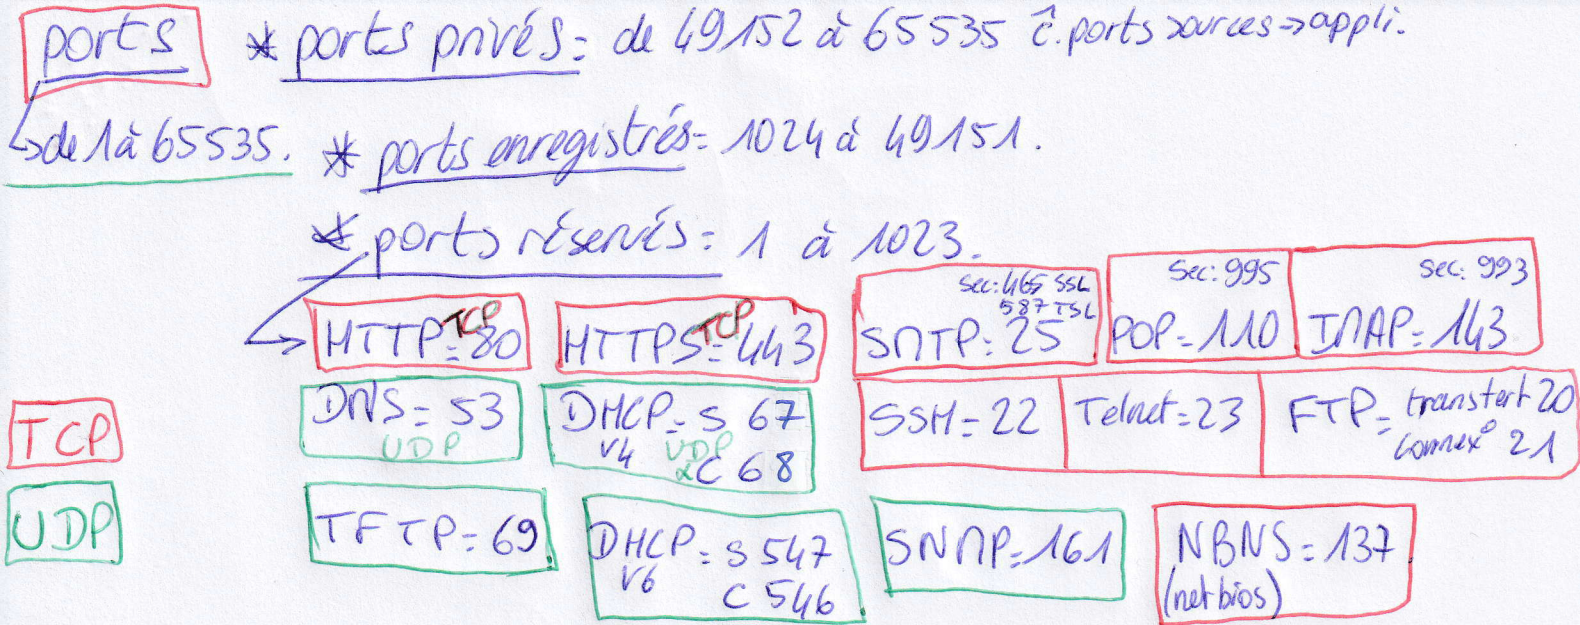 ports * ports privés = de 49152 à 65535 ĉ. ports sources → appli.
↳ de 1 à 65535. * ports enregistrés = 1024 à 49151.
* ports réservés = 1 à 1023.
HTTP = 80 TCP
HTTPS = 443 TCP
sec: 465 SSL
587 TSL
SMTP = 25
sec: 995
POP = 110
sec: 993
IMAP = 143
TCP
DNS = 53
UDP
DHCP = S 67
v4 UDP
C 68
SSH = 22
Telnet = 23
FTP = transfert 20
connex° 21
UDP
TFTP = 69
DHCP = S 547
v6 C 546
SNMP = 161
NBNS = 137
(netbios)